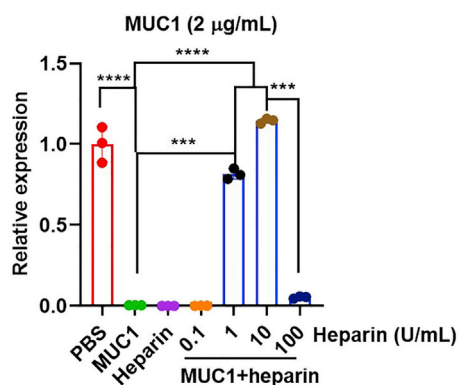 MUC1 (2 μg/mL)
****
****
***
***
Relative expression
1.5
1.0
0.5
0.0
PBS
MUC1
Heparin
0.1
1
10
100
Heparin (U/mL)
MUC1+heparin